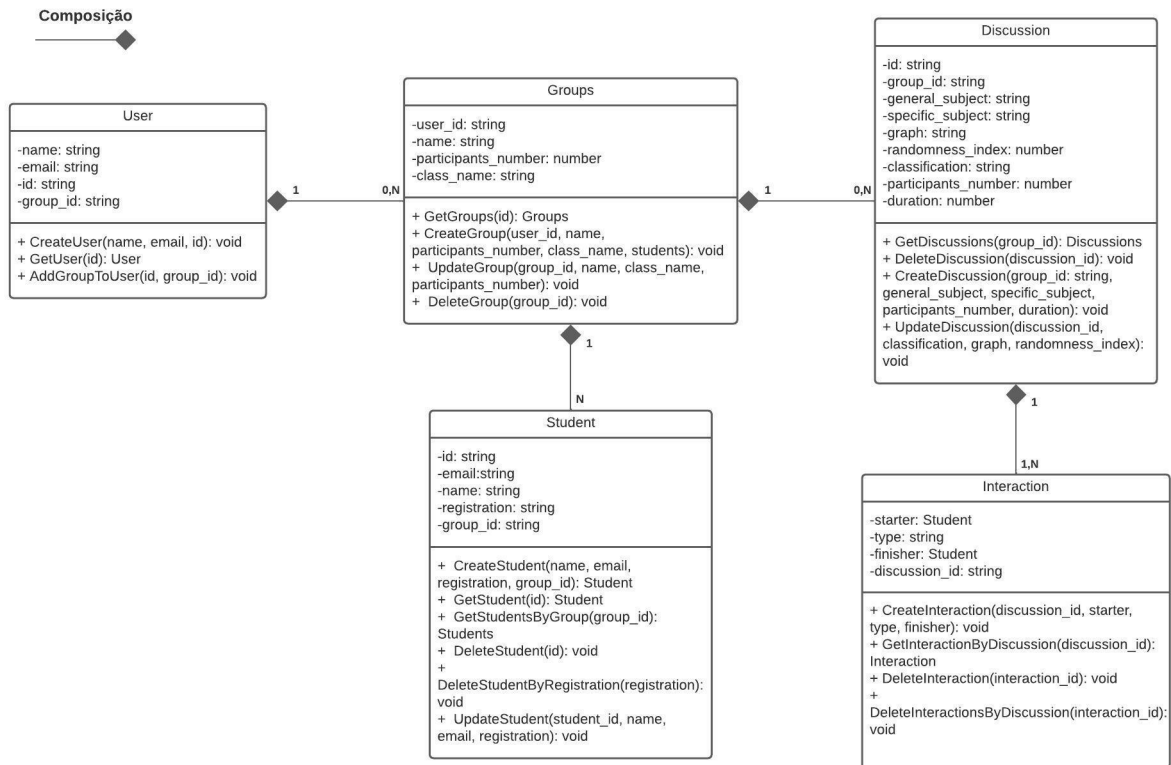 Composição
User
-name: string
-email: string
-id: string
-group_id: string
+ CreateUser(name, email, id): void
+ GetUser(id): User
+ AddGroupToUser(id, group_id): void
1
0,N
Groups
-user_id: string
-name: string
-participants_number: number
-class_name: string
+ GetGroups(id): Groups
+ CreateGroup(user_id, name,
participants_number, class_name, students): void
+ UpdateGroup(group_id, name, class_name,
participants_number): void
+ DeleteGroup(group_id): void
1
0,N
Discussion
-id: string
-group_id: string
-general_subject: string
-specific_subject: string
-graph: string
-randomness_index: number
-classification: string
-participants_number: number
-duration: number
+ GetDiscussions(group_id): Discussions
+ DeleteDiscussion(discussion_id): void
+ CreateDiscussion(group_id: string,
general_subject, specific_subject,
participants_number, duration): void
+ UpdateDiscussion(discussion_id,
classification, graph, randomness_index):
void
1
N
Student
-id: string
-email:string
-name: string
-registration: string
-group_id: string
+ CreateStudent(name, email,
registration, group_id): Student
+ GetStudent(id): Student
+ GetStudentsByGroup(group_id):
Students
+ DeleteStudent(id): void
+
DeleteStudentByRegistration(registration):
void
+ UpdateStudent(student_id, name,
email, registration): void
1
1,N
Interaction
-starter: Student
-type: string
-finisher: Student
-discussion_id: string
+ CreateInteraction(discussion_id, starter,
type, finisher): void
+ GetInteractionByDiscussion(discussion_id):
Interaction
+ DeleteInteraction(interaction_id): void
+
DeleteInteractionsByDiscussion(interaction_id):
void